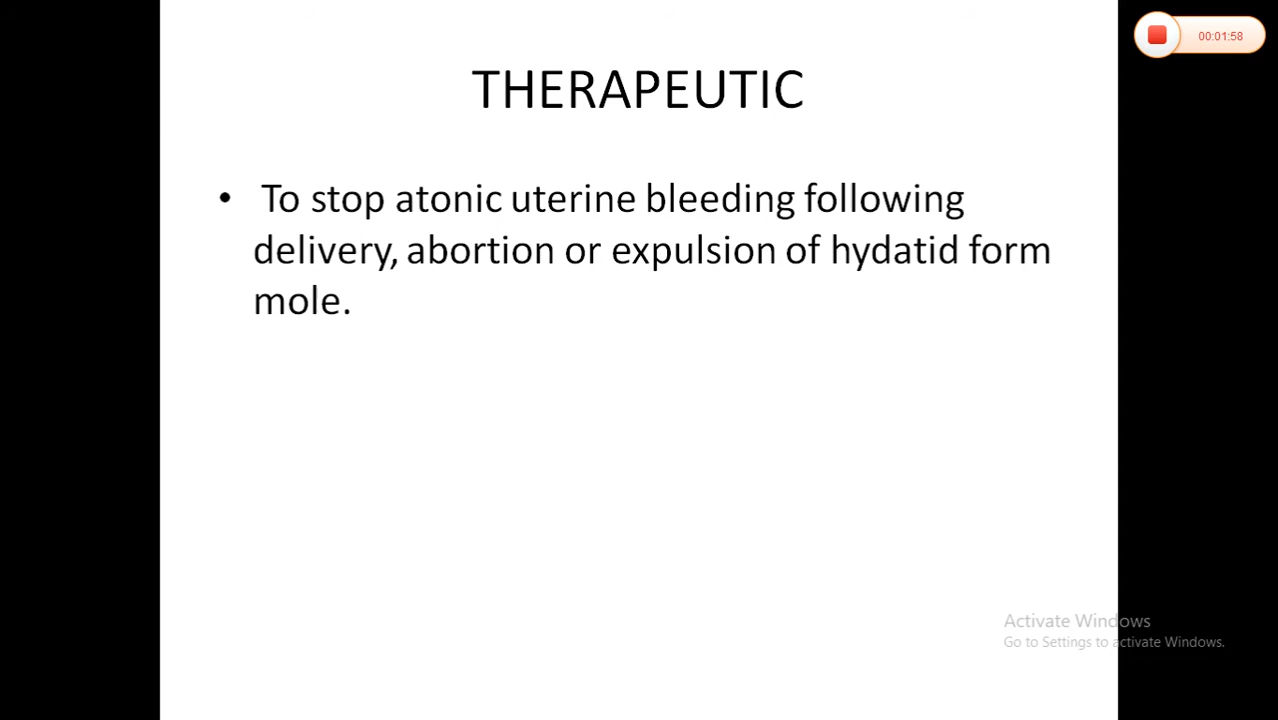 00:01:58
THERAPEUTIC
• To stop atonic uterine bleeding following
delivery, abortion or expulsion of hydatid form
mole.
Activate Windows
Go to Settings to activate Windows.